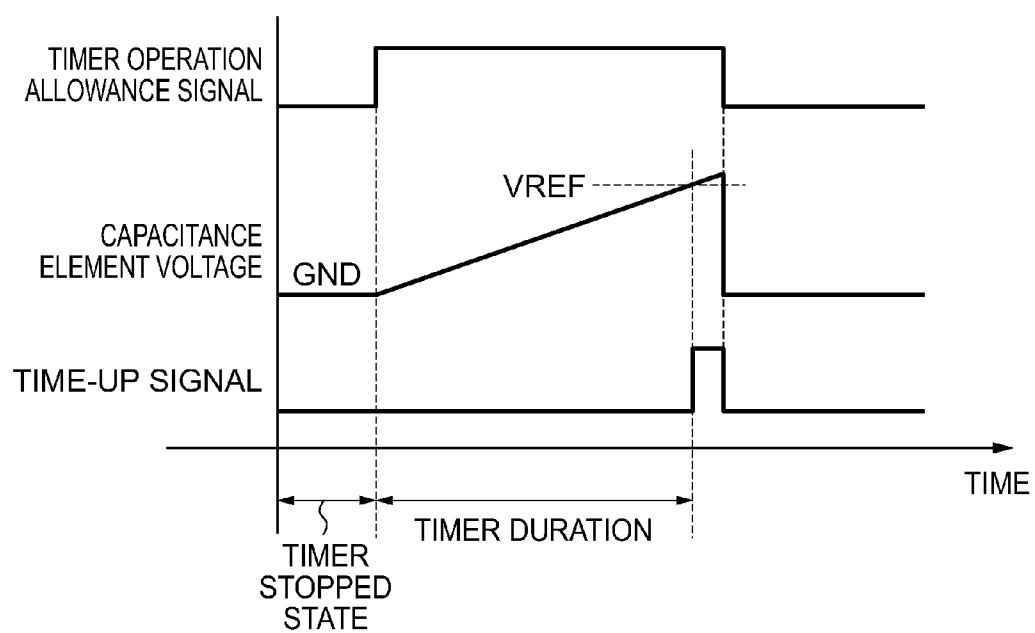 TIMER OPERATION
ALLOWANCE SIGNAL
VREF
CAPACITANCE
ELEMENT VOLTAGE
GND
TIME-UP SIGNAL
TIME
TIMER DURATION
TIMER
STOPPED
STATE